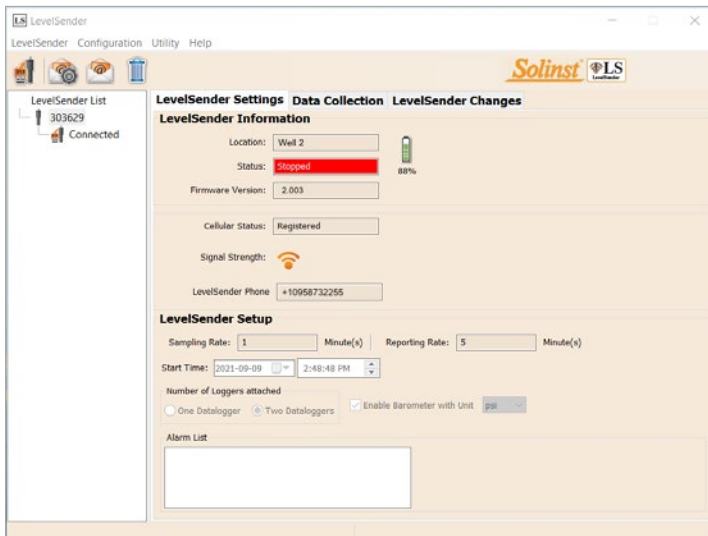 LS LevelSender
LevelSender Configuration Utility Help
Solinst LS
LevelSender
LevelSender List
303629
Connected
LevelSender Settings Data Collection LevelSender Changes
LevelSender Information
Location: Well 2
Status: Stopped
88%
Firmware Version: 2.003
Cellular Status: Registered
Signal Strength:
LevelSender Phone +10958732255
LevelSender Setup
Sampling Rate: 1 Minute(s) Reporting Rate: 5 Minute(s)
Start Time: 2021-09-09 2:48:48 PM
Number of Loggers attached
One Datalogger Two Dataloggers Enable Barometer with Unit psi
Alarm List